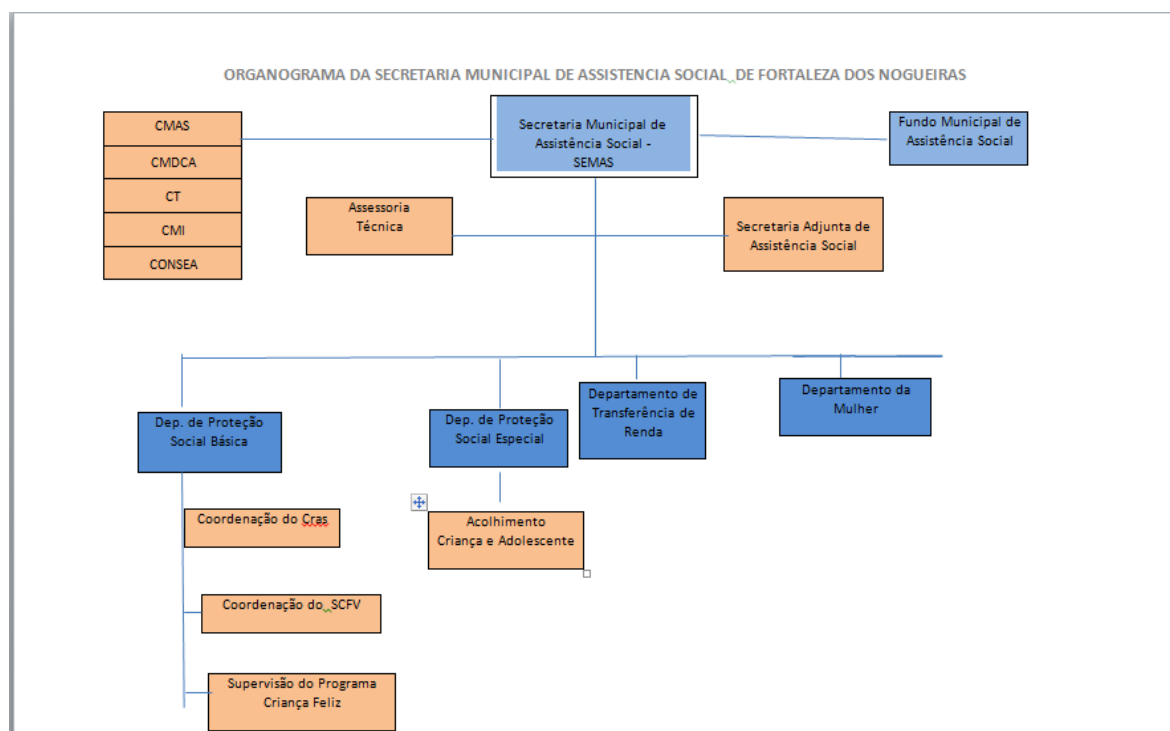 ORGANOGRAMA DA SECRETARIA MUNICIPAL DE ASSISTENCIA SOCIAL DE FORTALEZA DOS NOGUEIRAS
CMAS
CMDCA
CT
CMI
CONSEA
Secretaria Municipal de
Assistência Social -
SEMAS
Fundo Municipal de
Assistência Social
Assessoria
Técnica
Secretaria Adjunta de
Assistência Social
Dep. de Proteção
Social Básica
Dep. de Proteção
Social Especial
Departamento de
Transferência de
Renda
Departamento da
Mulher
Coordenação do Cras
Acolhimento
Criança e Adolescente
Coordenação do SCFV
Supervisão do Programa
Criança Feliz